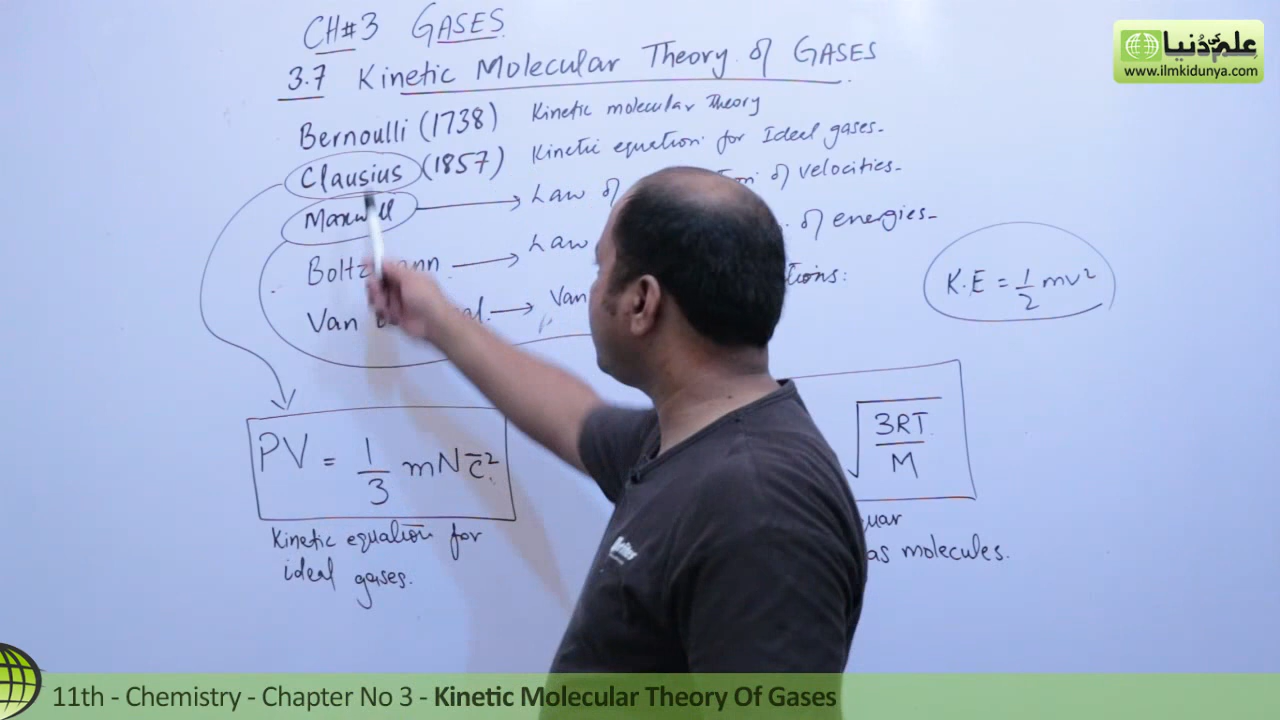 CH#3 GASES
3.7 Kinetic Molecular Theory of GASES
Bernoulli (1738) Kinetic molecular Theory
Clausius (1857) Kinetic equation for Ideal gases.
Maxwell → Law of of velocities.
Boltzmann → Law of energies.
Van → Van
K.E = 1/2 mv²
PV = 1/3 mN c̄²
Kinetic equation for
ideal gases.
√3RT/M
as molecules.
علم کی دُنیا
www.ilmkidunya.com
11th - Chemistry - Chapter No 3 - Kinetic Molecular Theory Of Gases